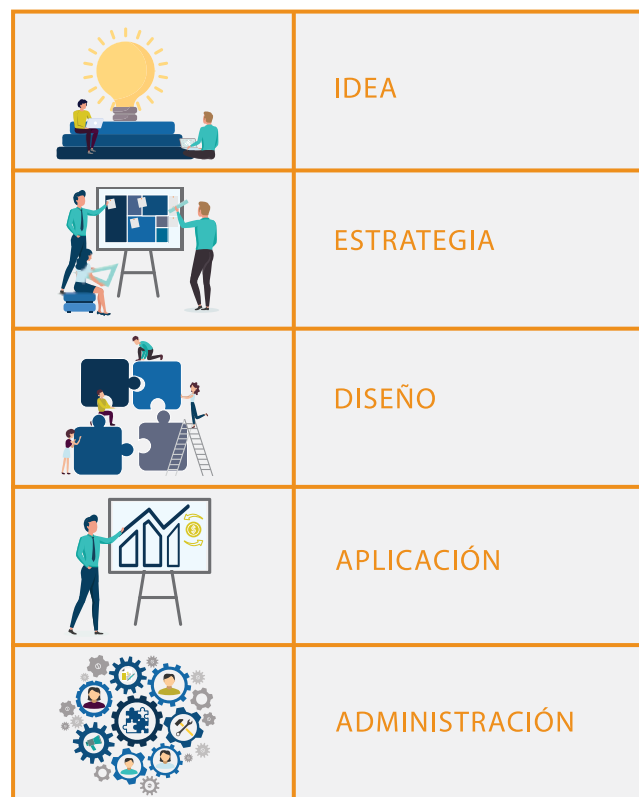 IDEA
ESTRATEGIA
DISEÑO
APLICACIÓN
ADMINISTRACIÓN